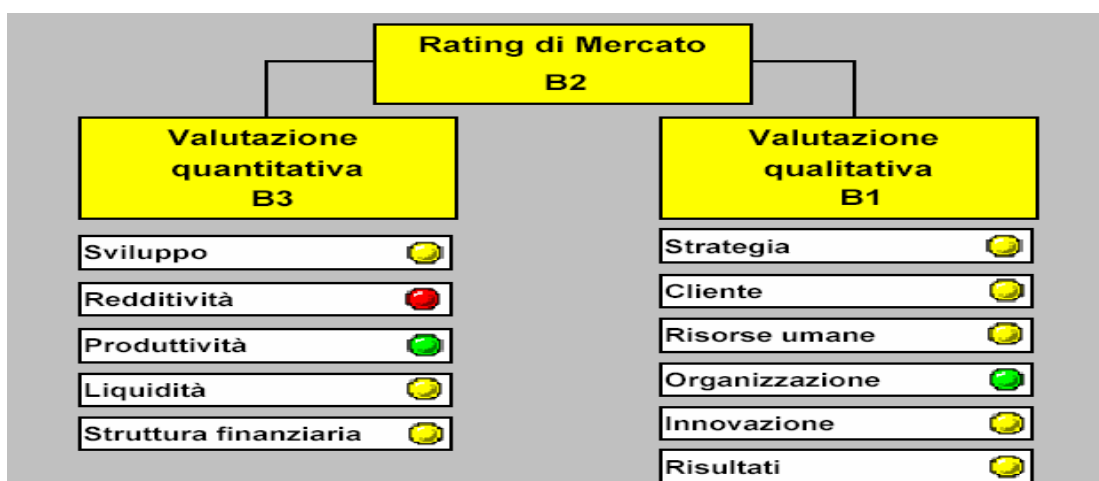 Rating di Mercato
B2
Valutazione
quantitativa
B3
Sviluppo
Redditività
Produttività
Liquidità
Struttura finanziaria
Valutazione
qualitativa
B1
Strategia
Cliente
Risorse umane
Organizzazione
Innovazione
Risultati